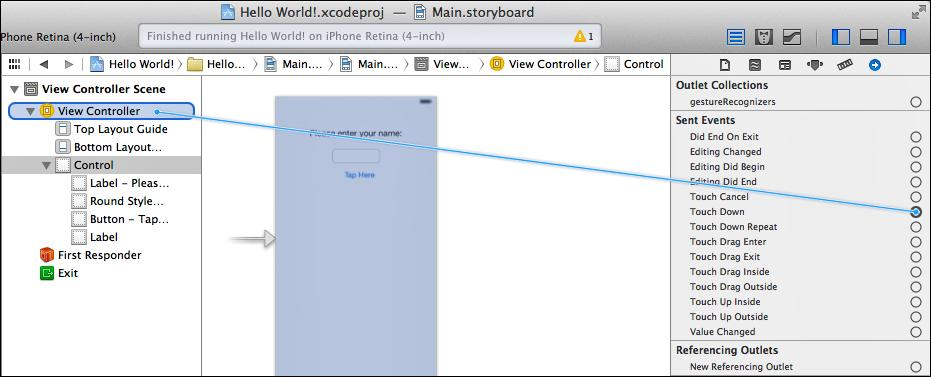 Hello World!.xcodeproj — Main.storyboard
Phone Retina (4-inch)
Finished running Hello World! on iPhone Retina (4-inch)
1
Hello World!
Hello...
Main....
Main....
View...
View Controller
Control
View Controller Scene
View Controller
Top Layout Guide
Bottom Layout...
Control
Label – Pleas...
Round Style...
Button – Tap...
Label
First Responder
Exit
Please enter your name:
Tap Here
Outlet Collections
gestureRecognizers
Sent Events
Did End On Exit
Editing Changed
Editing Did Begin
Editing Did End
Touch Cancel
Touch Down
Touch Down Repeat
Touch Drag Enter
Touch Drag Exit
Touch Drag Inside
Touch Drag Outside
Touch Up Inside
Touch Up Outside
Value Changed
Referencing Outlets
New Referencing Outlet